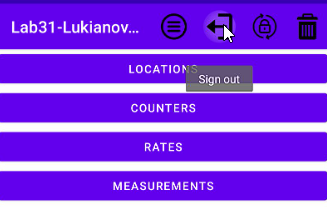 Lab31-Lukianov...
LOCATIONS
Sign out
COUNTERS
RATES
MEASUREMENTS